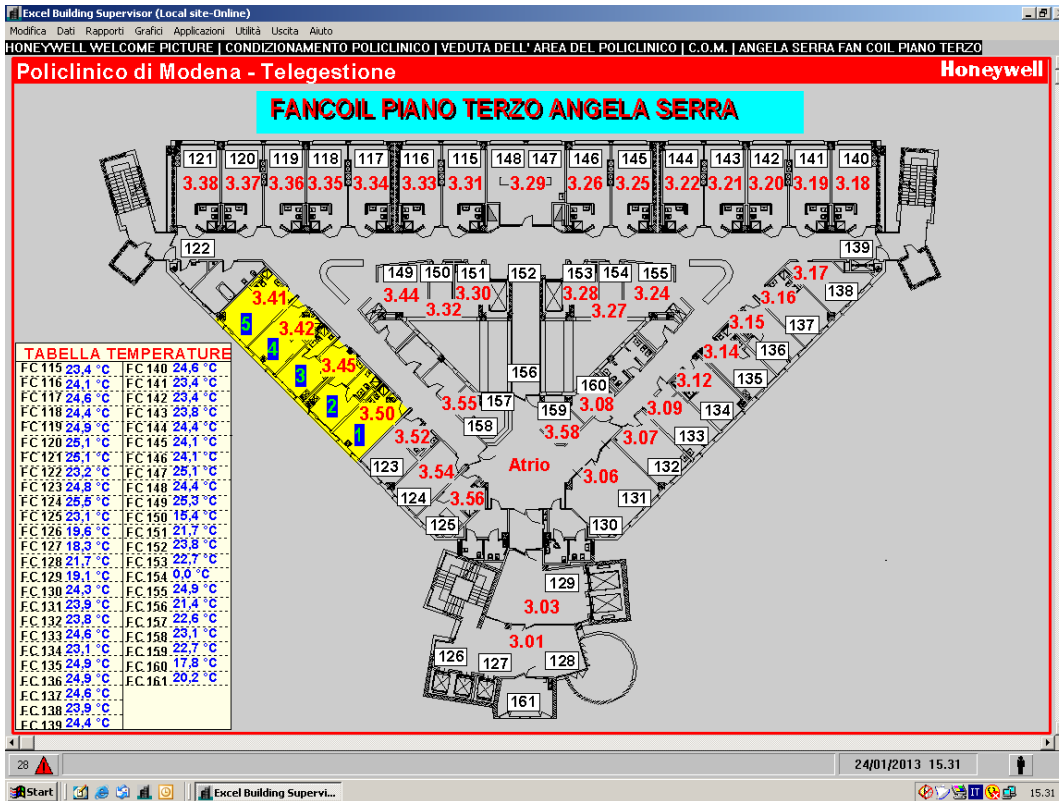 Excel Building Supervisor (Local site-Online)
Modifica Dati Rapporti Grafici Applicazioni Utilità Uscita Aiuto
HONEYWELL WELCOME PICTURE | CONDIZIONAMENTO POLICLINICO | VEDUTA DELL' AREA DEL POLICLINICO | C.O.M. | ANGELA SERRA FAN COIL PIANO TERZO
Policlinico di Modena - Telegestione Honeywell
FANCOIL PIANO TERZO ANGELA SERRA
121 120 119 118 117 116 115 148 147 146 145 144 143 142 141 140
3.38 3.37 3.36 3.35 3.34 3.33 3.31 3.29 3.26 3.25 3.22 3.21 3.20 3.19 3.18
122 139
149 150 151 152 153 154 155 3.17
138
3.41 3.44 3.30 3.28 3.24 3.16
3.32 3.27
5 3.42 3.15 137
4 3.45 3.14 136
3 156 3.12 135
160
2 3.50 3.55 157 159 3.08 3.09 134
1 3.52 158 3.58 3.07 133
123 3.54 Atrio 3.06 132
124 3.56 131
125 130
129
3.03
3.01
126 127 128
161
TABELLA TEMPERATURE
FC 115 23,4 °C FC 140 24,6 °C
FC 116 24,1 °C FC 141 23,4 °C
FC 117 24,6 °C FC 142 23,4 °C
FC 118 24,4 °C FC 143 23,8 °C
FC 119 24,9 °C FC 144 24,4 °C
FC 120 25,1 °C FC 145 24,1 °C
FC 121 25,1 °C FC 146 24,1 °C
FC 122 23,2 °C FC 147 25,1 °C
FC 123 24,8 °C FC 148 24,4 °C
FC 124 25,5 °C FC 149 25,3 °C
FC 125 23,1 °C FC 150 15,4 °C
FC 126 19,6 °C FC 151 21,7 °C
FC 127 18,3 °C FC 152 23,8 °C
FC 128 21,7 °C FC 153 22,7 °C
FC 129 19,1 °C FC 154 0,0 °C
FC 130 24,3 °C FC 155 24,9 °C
FC 131 23,9 °C FC 156 21,4 °C
FC 132 23,8 °C FC 157 22,6 °C
FC 133 24,6 °C FC 158 23,1 °C
FC 134 23,1 °C FC 159 22,7 °C
FC 135 24,9 °C FC 160 17,8 °C
FC 136 24,9 °C FC 161 20,2 °C
FC 137 24,6 °C
FC 138 23,9 °C
FC 139 24,4 °C
28 24/01/2013 15.31
Start Excel Building Supervi... IT 15.31